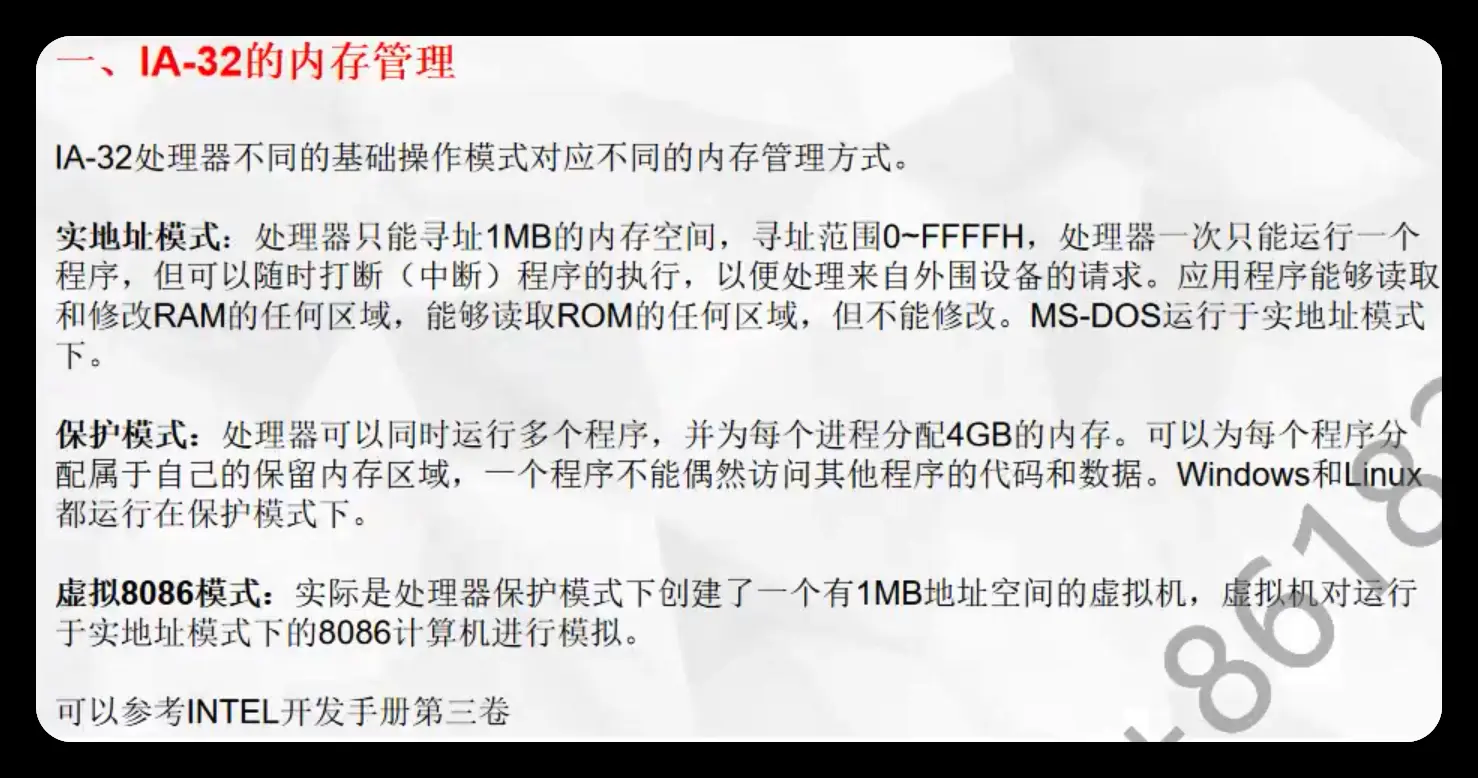 一、IA-32的内存管理
IA-32处理器不同的基础操作模式对应不同的内存管理方式。
实地址模式：处理器只能寻址1MB的内存空间，寻址范围0~FFFFH，处理器一次只能运行一个
程序，但可以随时打断（中断）程序的执行，以便处理来自外围设备的请求。应用程序能够读取
和修改RAM的任何区域，能够读取ROM的任何区域，但不能修改。MS-DOS运行于实地址模式
下。
保护模式：处理器可以同时运行多个程序，并为每个进程分配4GB的内存。可以为每个程序分
配属于自己的保留内存区域，一个程序不能偶然访问其他程序的代码和数据。Windows和Linux
都运行在保护模式下。
虚拟8086模式：实际是处理器保护模式下创建了一个有1MB地址空间的虚拟机，虚拟机对运行
于实地址模式下的8086计算机进行模拟。
可以参考INTEL开发手册第三卷
+86183